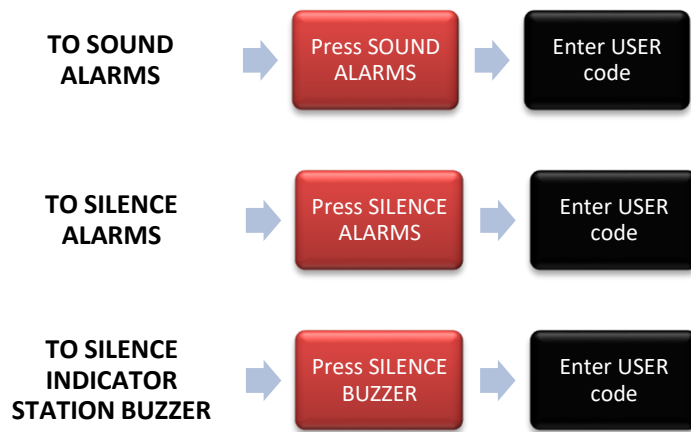 TO SOUND
ALARMS
Press SOUND
ALARMS
Enter USER
code
TO SILENCE
ALARMS
Press SILENCE
ALARMS
Enter USER
code
TO SILENCE
INDICATOR
STATION BUZZER
Press SILENCE
BUZZER
Enter USER
code